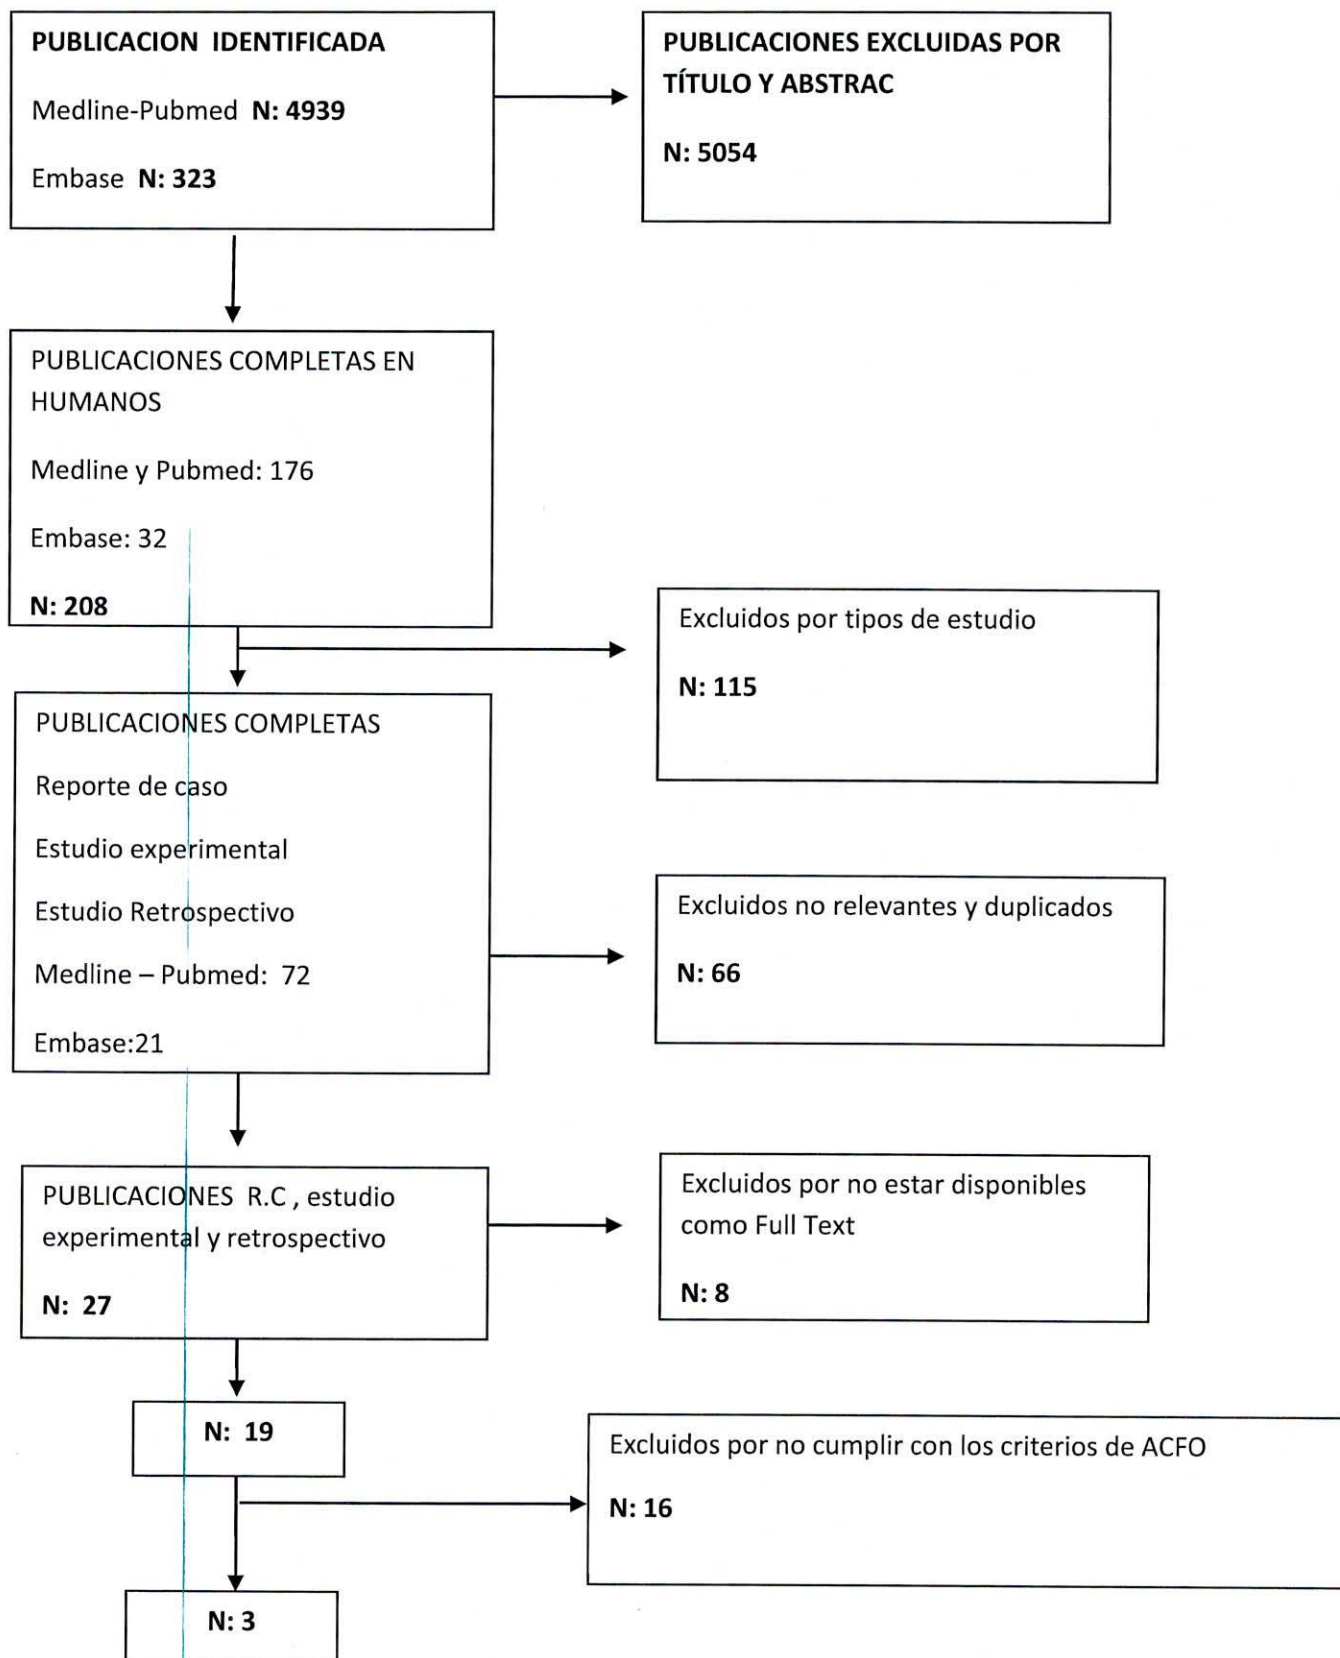 PUBLICACION IDENTIFICADA
Medline-Pubmed N: 4939
Embase N: 323
PUBLICACIONES EXCLUIDAS POR
TÍTULO Y ABSTRAC
N: 5054
PUBLICACIONES COMPLETAS EN
HUMANOS
Medline y Pubmed: 176
Embase: 32
N: 208
Excluidos por tipos de estudio
N: 115
PUBLICACIONES COMPLETAS
Reporte de caso
Estudio experimental
Estudio Retrospectivo
Medline – Pubmed: 72
Embase:21
Excluidos no relevantes y duplicados
N: 66
PUBLICACIONES R.C , estudio
experimental y retrospectivo
N: 27
Excluidos por no estar disponibles
como Full Text
N: 8
N: 19
Excluidos por no cumplir con los criterios de ACFO
N: 16
N: 3